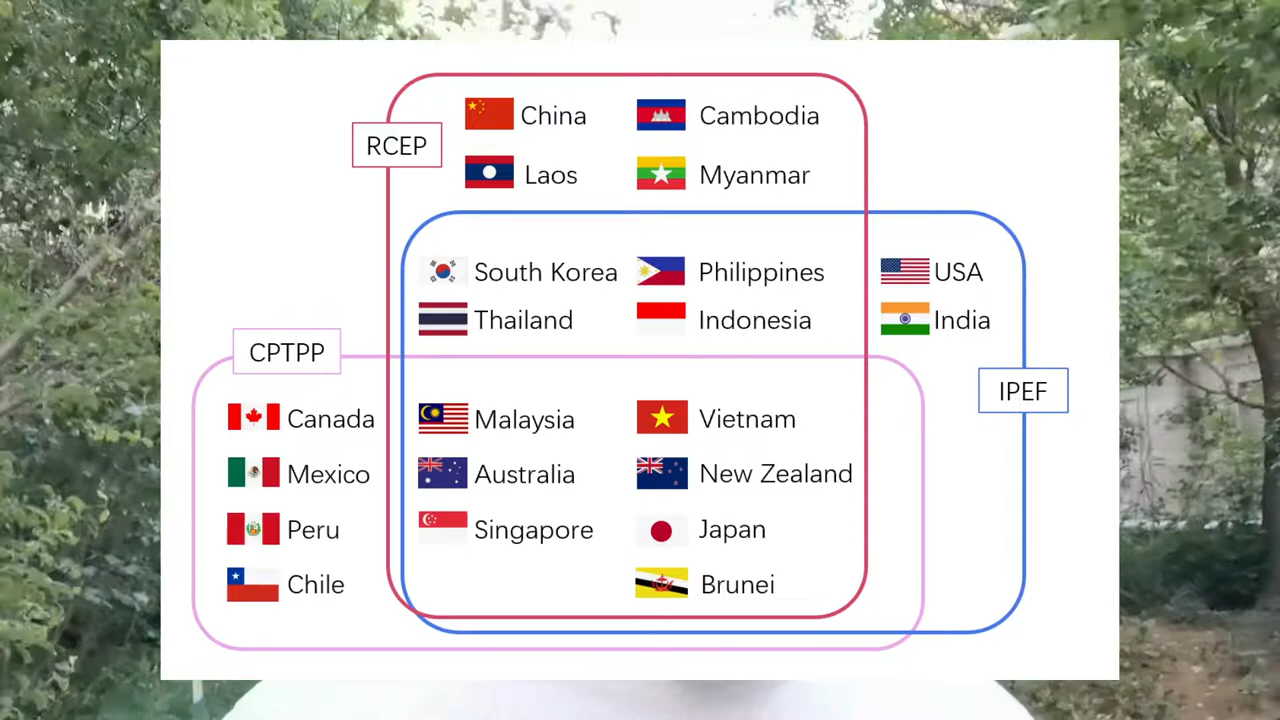 RCEP
China Cambodia
Laos Myanmar
South Korea Philippines USA
Thailand Indonesia India
CPTPP
IPEF
Canada Malaysia Vietnam
Mexico Australia New Zealand
Peru Singapore Japan
Chile Brunei